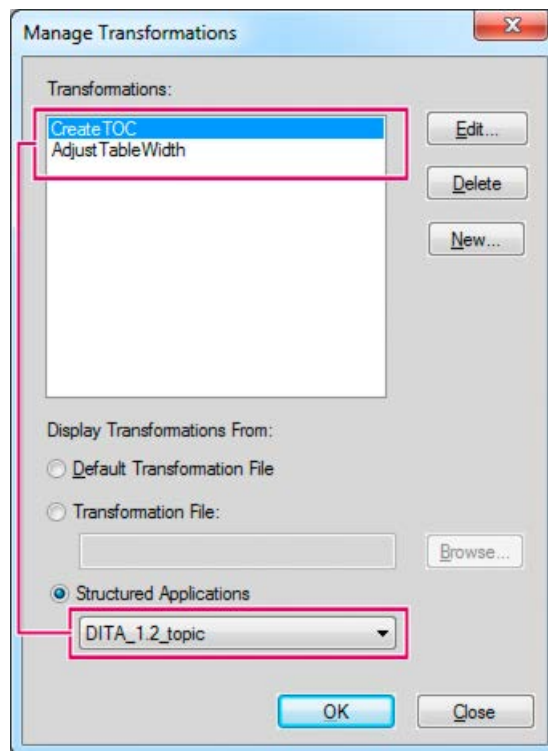 Manage Transformations
Transformations:
CreateTOC
AdjustTableWidth
Edit...
Delete
New...
Display Transformations From:
Default Transformation File
Transformation File:
Browse...
Structured Applications
DITA_1.2_topic
OK
Close